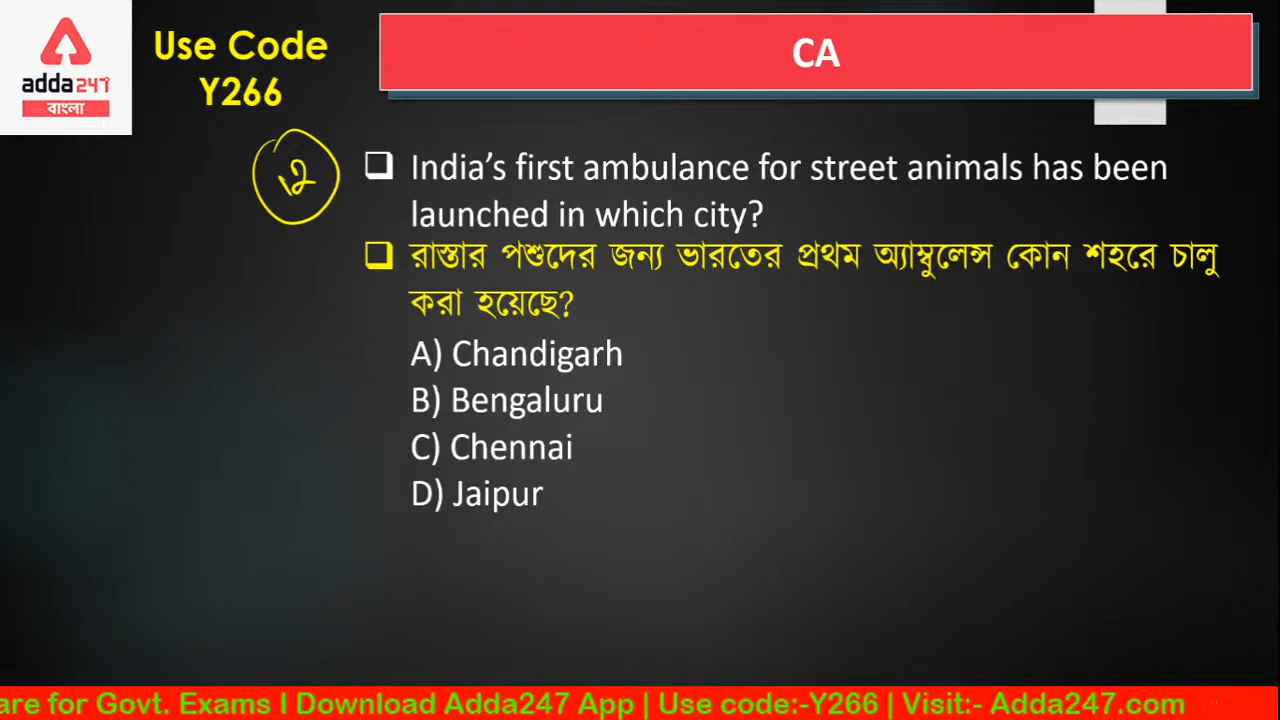 adda247
বাংলা
Use Code
Y266
CA
২
India's first ambulance for street animals has been
launched in which city?
রাস্তার পশুদের জন্য ভারতের প্রথম অ্যাম্বুলেন্স কোন শহরে চালু
করা হয়েছে?
A) Chandigarh
B) Bengaluru
C) Chennai
D) Jaipur
are for Govt. Exams I Download Adda247 App | Use code:-Y266 | Visit:- Adda247.com